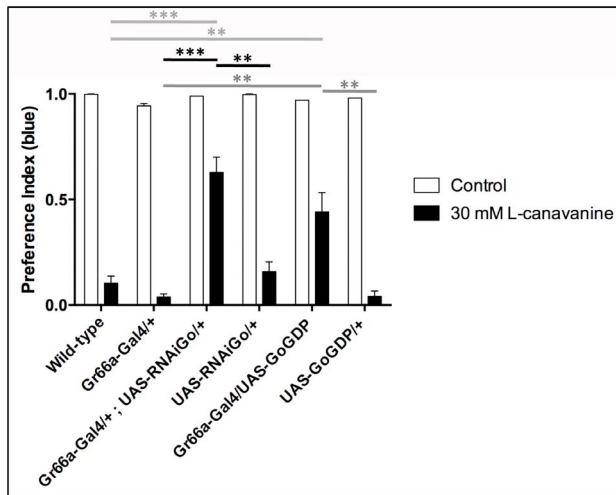 ***
**
*** **
** **
1.0
0.5
0.0
Preference Index (blue)
Control
30 mM L-canavanine
Wild-type
Gr66a-Gal4/+
Gr66a-Gal4/+ ; UAS-RNAiGo/+
UAS-RNAiGo/+
Gr66a-Gal4/UAS-GoGDP
UAS-GoGDP/+